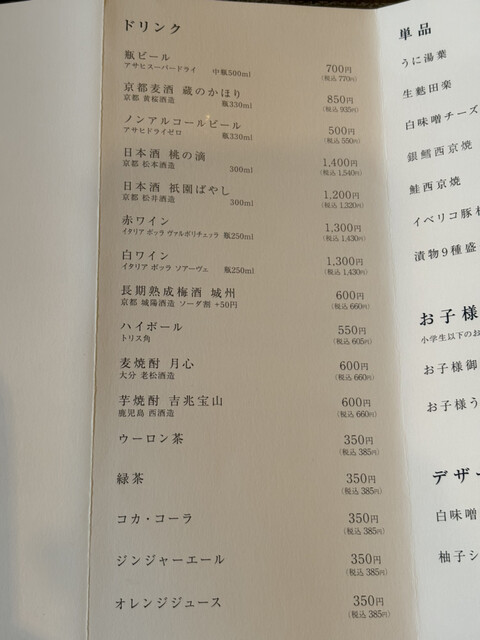 ドリンク
瓶ビール 700円
アサヒスーパードライ 中瓶500ml (税込 770円)
京都麦酒 蔵のかほり 850円
京都 黄桜酒造 瓶330ml (税込 935円)
ノンアルコールビール 500円
アサヒドライゼロ 瓶330ml (税込 550円)
日本酒 桃の滴 1,400円
京都 松本酒造 300ml (税込 1,540円)
日本酒 祇園ばやし 1,200円
京都 松井酒造 300ml (税込 1,320円)
赤ワイン 1,300円
イタリア ボッラ ヴァルポリチェッラ 瓶250ml (税込 1,430円)
白ワイン 1,300円
イタリア ボッラ ソアーヴェ 瓶250ml (税込 1,430円)
長期熟成梅酒 城州 600円
京都 城陽酒造 ソーダ割 +50円 (税込 660円)
ハイボール 550円
トリス角 (税込 605円)
麦焼酎 月心 600円
大分 老松酒造 (税込 660円)
芋焼酎 吉兆宝山 600円
鹿児島 西酒造 (税込 660円)
ウーロン茶 350円
(税込 385円)
緑茶 350円
(税込 385円)
コカ・コーラ 350円
(税込 385円)
ジンジャーエール 350円
(税込 385円)
オレンジジュース 350円
(税込 385円)
単品
うに湯葉
生麩田楽
白味噌チーズ
銀鱈西京焼
鮭西京焼
イベリコ豚
漬物9種盛
お子様
小学生以下のお
お子様御
お子様う
デザー
白味噌
柚子シ